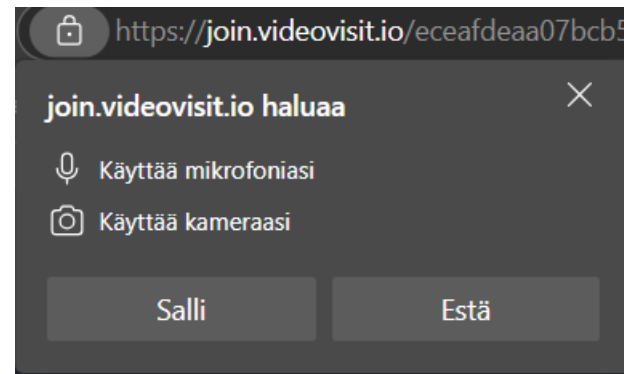 https://join.videovisit.io/eceafdeaa07bcb5
join.videovisit.io haluaa
Käyttää mikrofoniasi
Käyttää kameraasi
Salli
Estä